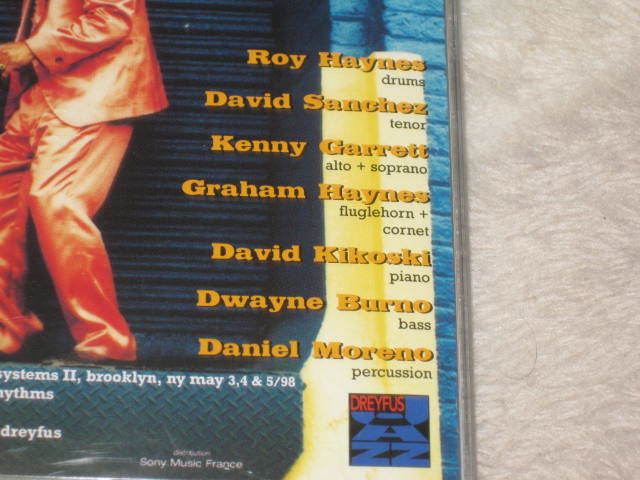 Roy Haynes
drums
David Sanchez
tenor
Kenny Garrett
alto + soprano
Graham Haynes
fluglehorn +
cornet
David Kikoski
piano
Dwayne Burno
bass
Daniel Moreno
percussion
systems II, brooklyn, ny may 3,4 & 5/98
hythms
dreyfus
distribution
Sony Music France
DREYFUS
JAZZ